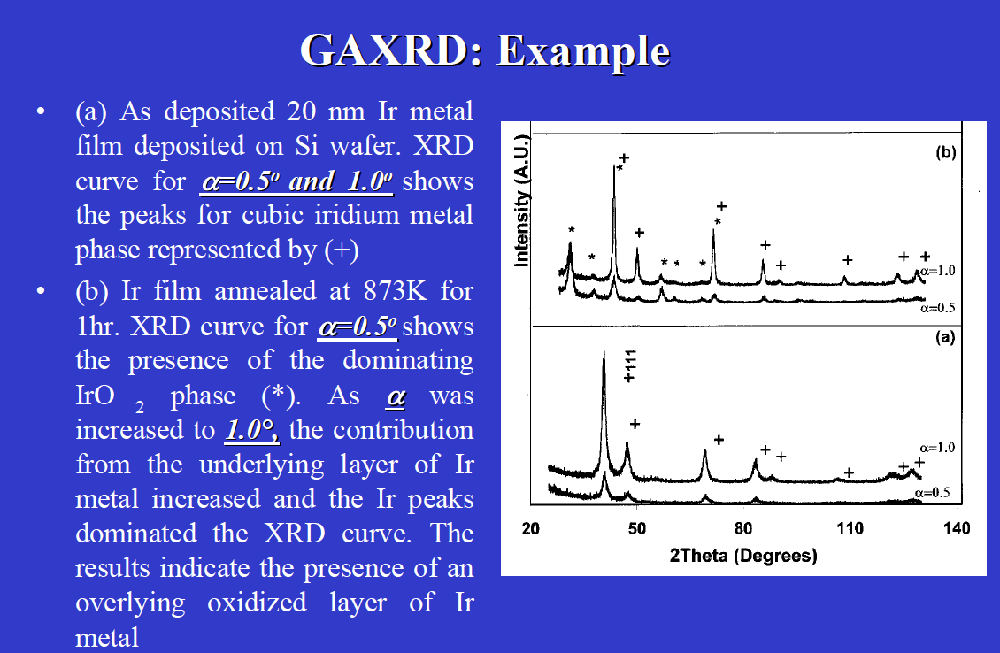 GAXRD: Example
• (a) As deposited 20 nm Ir metal
film deposited on Si wafer. XRD
curve for α=0.5º and 1.0º shows
the peaks for cubic iridium metal
phase represented by (+)
• (b) Ir film annealed at 873K for
1hr. XRD curve for α=0.5º shows
the presence of the dominating
IrO 2 phase (*). As α was
increased to 1.0°, the contribution
from the underlying layer of Ir
metal increased and the Ir peaks
dominated the XRD curve. The
results indicate the presence of an
overlying oxidized layer of Ir
metal
Intensity (A.U.)
(b)
* * * + + * * * * + + + + + +
α=1.0
α=0.5
(a)
+111
+ + + + + + +
α=1.0
α=0.5
20 50 80 110 140
2Theta (Degrees)